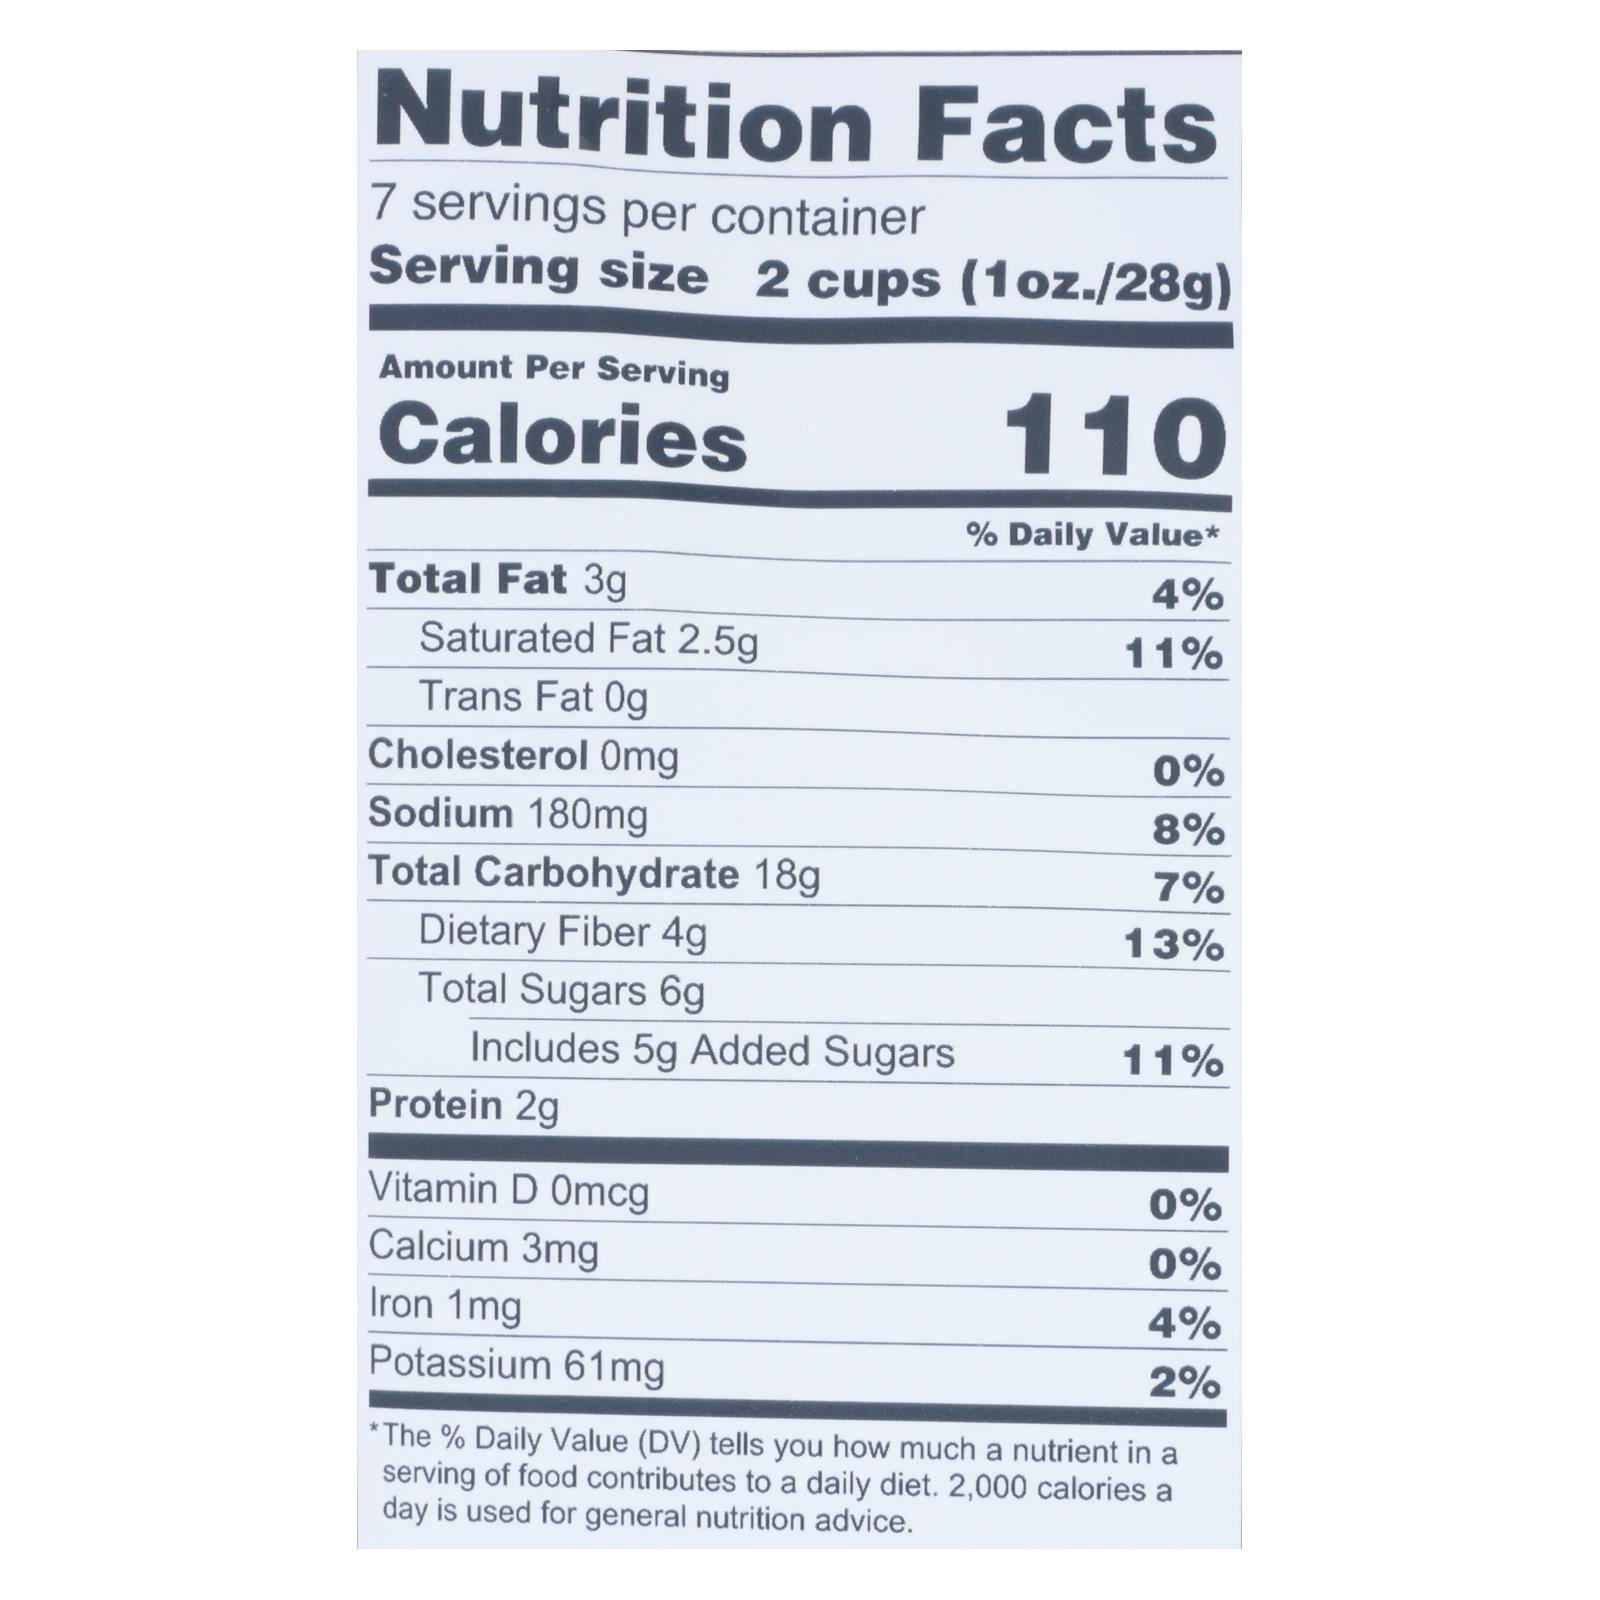 Nutrition Facts
7 servings per container
Serving size 2 cups (1oz./28g)
Amount Per Serving
Calories 110
% Daily Value*
Total Fat 3g 4%
Saturated Fat 2.5g 11%
Trans Fat 0g
Cholesterol 0mg 0%
Sodium 180mg 8%
Total Carbohydrate 18g 7%
Dietary Fiber 4g 13%
Total Sugars 6g
Includes 5g Added Sugars 11%
Protein 2g
Vitamin D 0mcg 0%
Calcium 3mg 0%
Iron 1mg 4%
Potassium 61mg 2%
*The % Daily Value (DV) tells you how much a nutrient in a
serving of food contributes to a daily diet. 2,000 calories a
day is used for general nutrition advice.